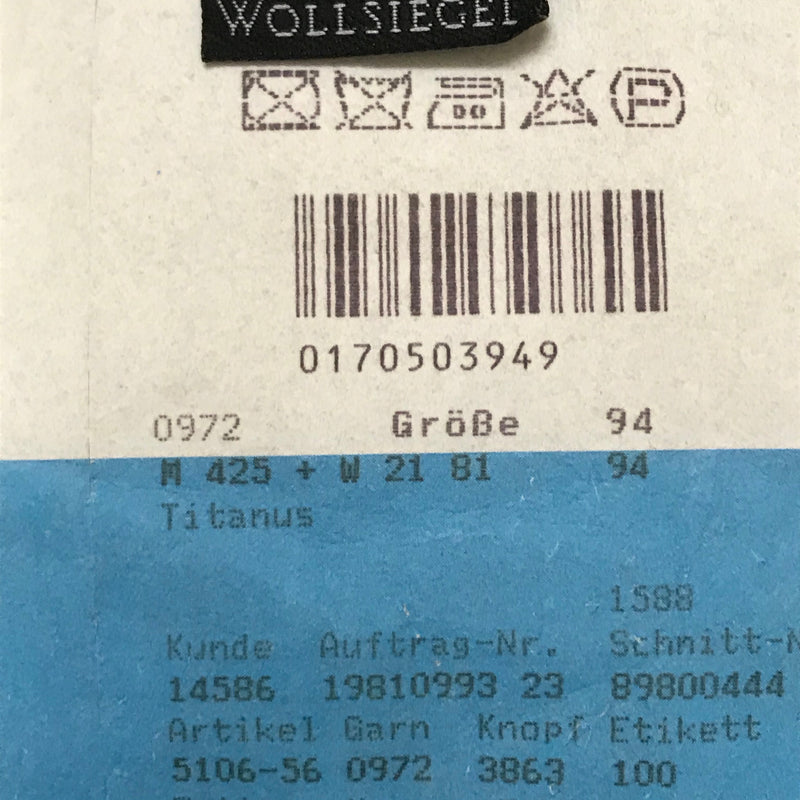 WOLLSIEGEL
P
0170503949
0972 Größe 94
M 425 + W 21 81 94
Titanus
1588
Kunde Auftrag-Nr. Schnitt-N
14586 19810993 23 89800444
Artikel Garn Knopf Etikett
5106-56 0972 3863 100